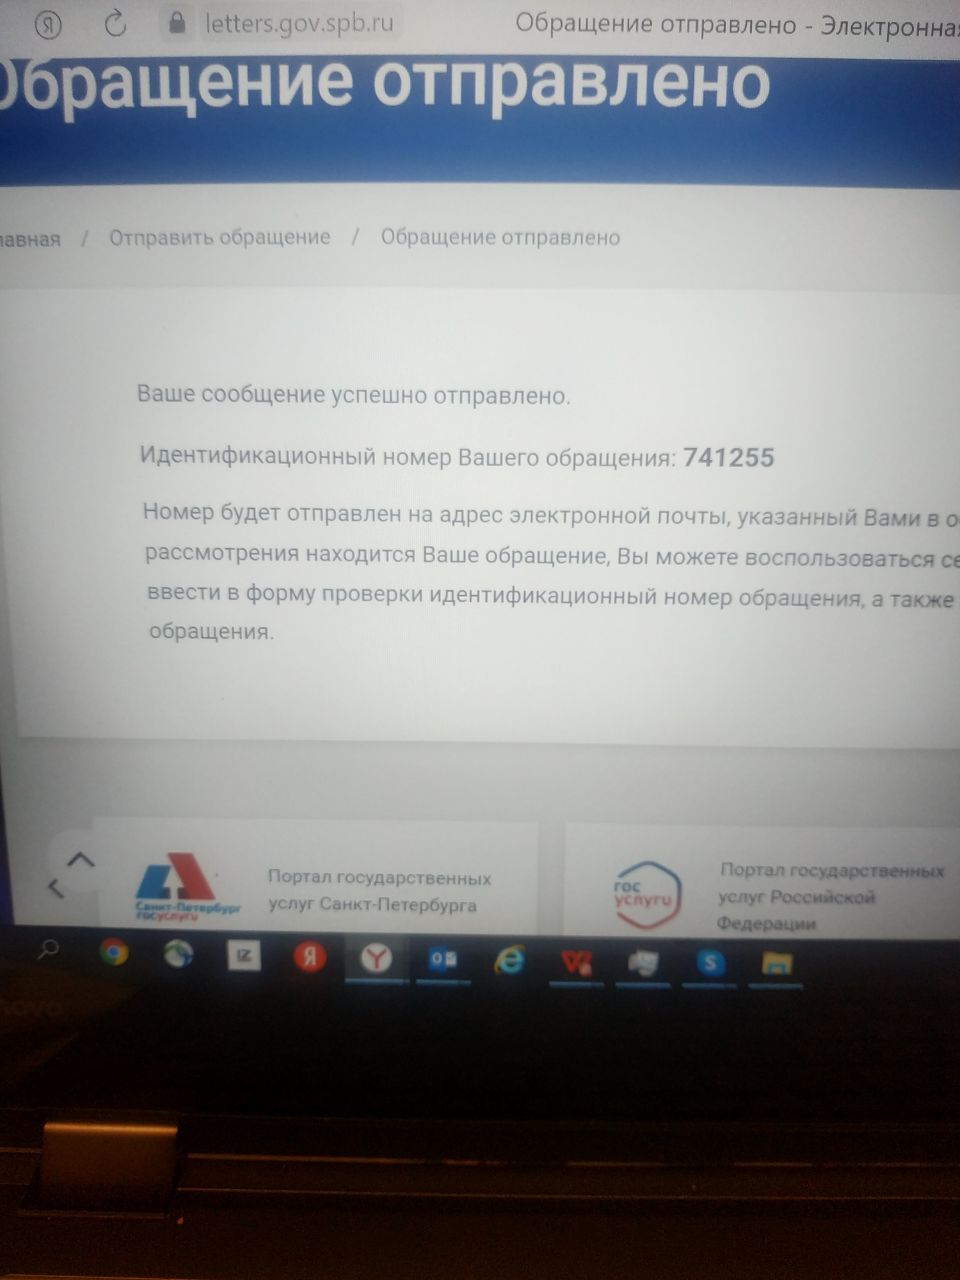 letters.gov.spb.ru
Обращение отправлено - Электронная
Обращение отправлено
лавная / Отправить обращение / Обращение отправлено
Ваше сообщение успешно отправлено.
Идентификационный номер Вашего обращения: 741255
Номер будет отправлен на адрес электронной почты, указанный Вами в о
рассмотрения находится Ваше обращение, Вы можете воспользоваться се
ввести в форму проверки идентификационный номер обращения, а также
обращения.
Санкт-Петербург
госуслуги
Портал государственных
услуг Санкт-Петербурга
гос
услуги
Портал государственных
услуг Российской
Федерации